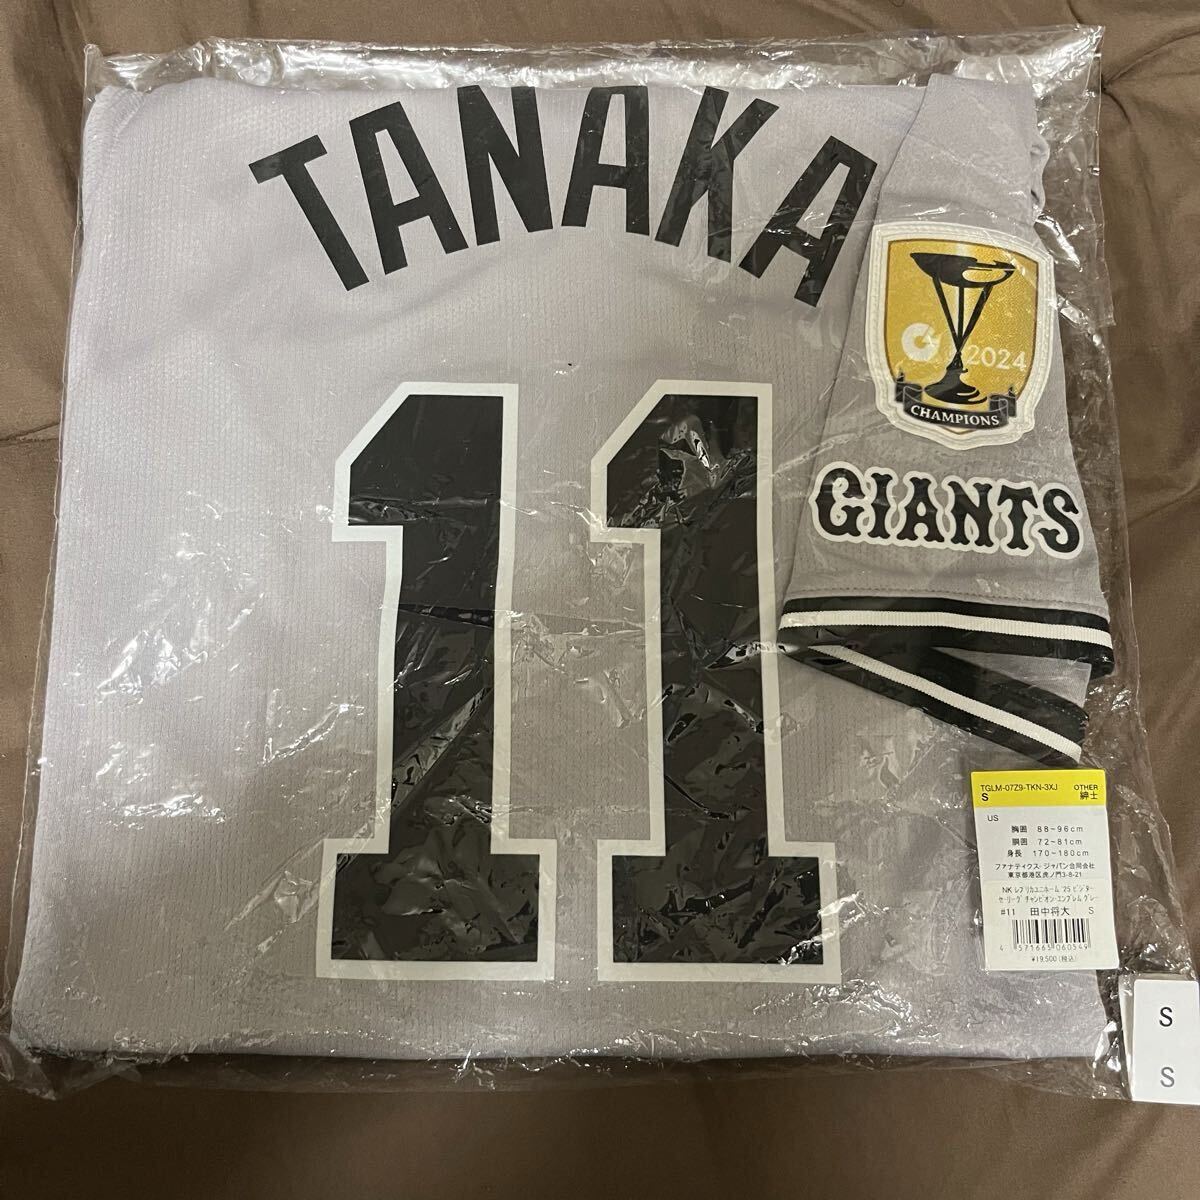 TANAKA
2024
CHAMPIONS
GIANTS
11
TGLM-07Z9-TKN-3XJ OTHER
S 紳士
US
胸囲 88~96cm
胴囲 72~81cm
身長 170~180cm
ファナティクス・ジャパン合同会社
東京都港区虎ノ門3-8-21
NK レプリカユニホーム '25 ビジター
セ・リーグ チャンピオン・エンブレム グレー
#11 田中将大 S
4 571665 060549
¥19,500(税込)
S
S